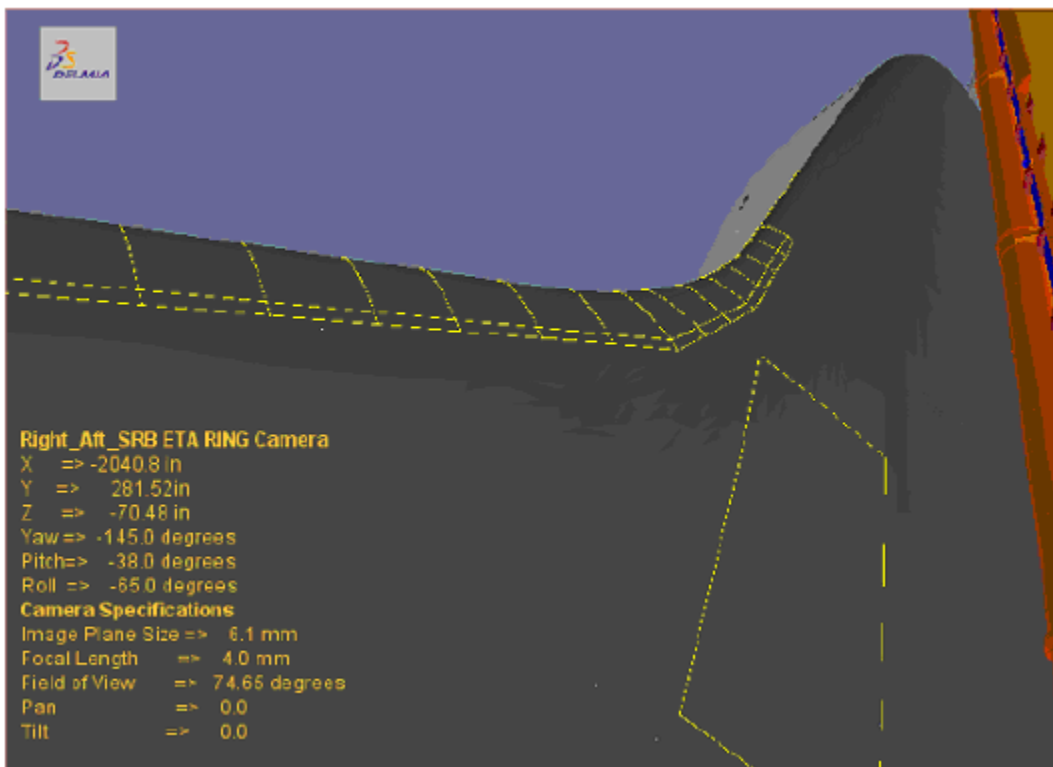 DELMIA
Right_Aft_SRB ETA RING Camera
X => -2040.8 in
Y => 281.52in
Z => -70.48 in
Yaw => -145.0 degrees
Pitch=> -38.0 degrees
Roll => -65.0 degrees
Camera Specifications
Image Plane Size => 6.1 mm
Focal Length => 4.0 mm
Field of View => 74.65 degrees
Pan => 0.0
Tilt => 0.0